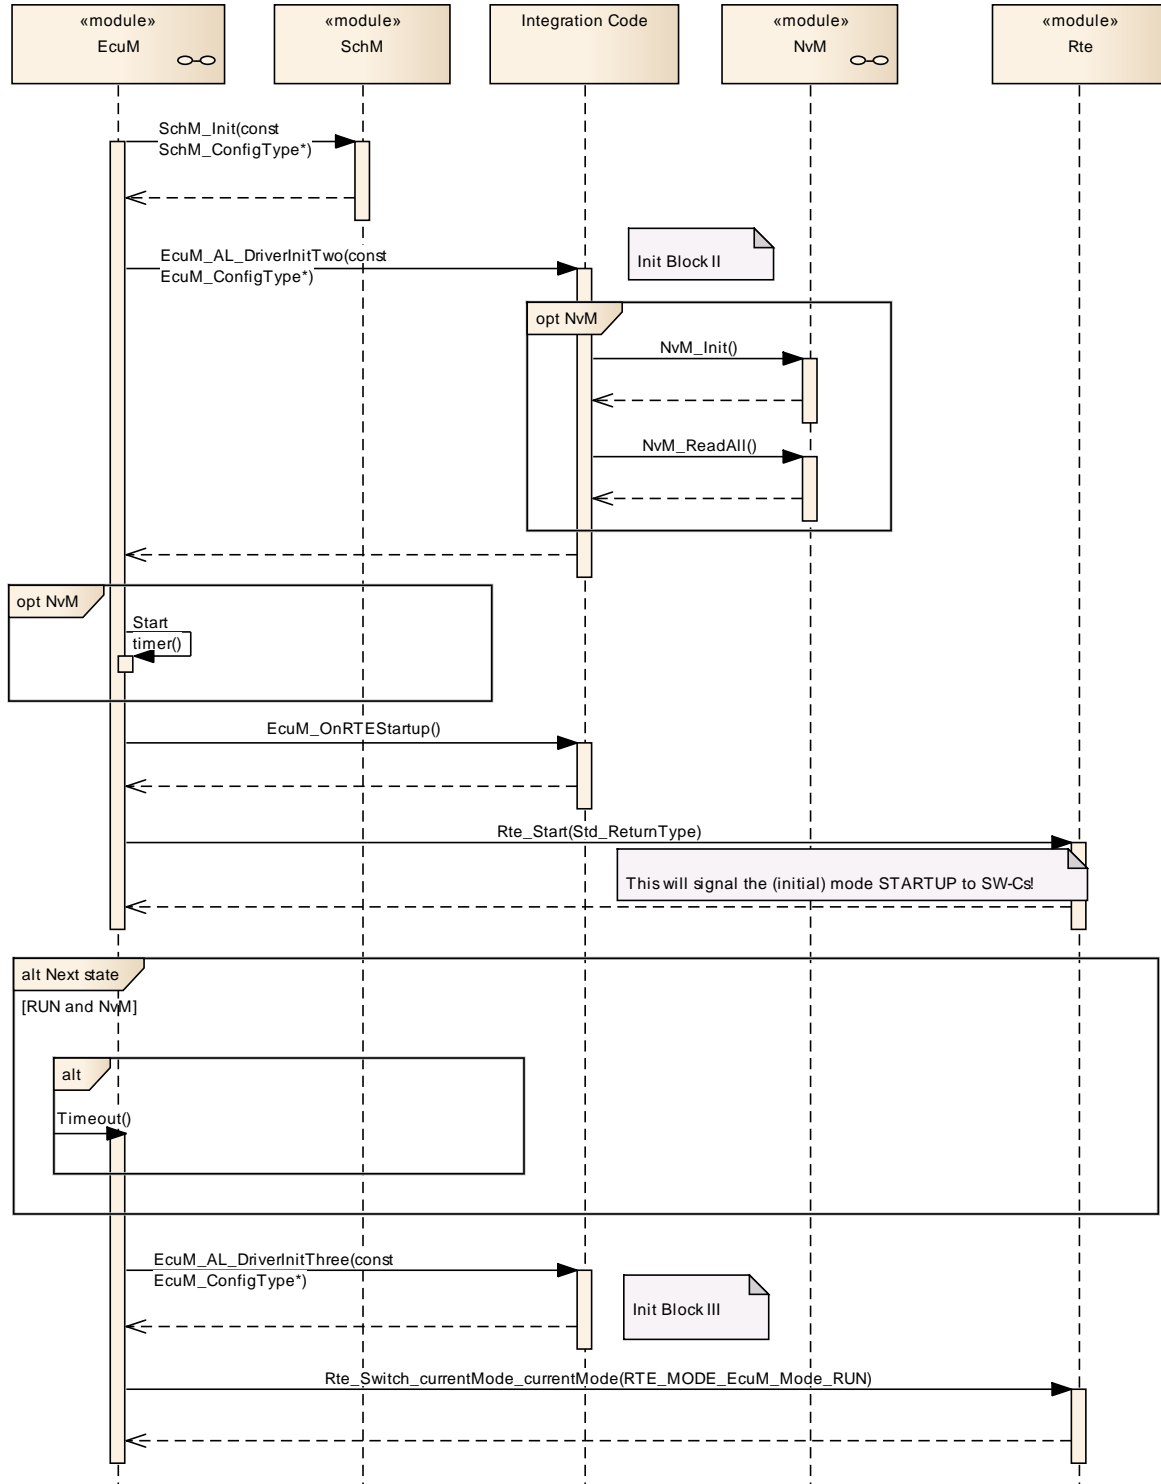 «module»
EcuM
«module»
SchM
Integration Code
«module»
NvM
«module»
Rte
SchM_Init(const
SchM_ConfigType*)
EcuM_AL_DriverInitTwo(const
EcuM_ConfigType*)
Init Block II
opt NvM
NvM_Init()
NvM_ReadAll()
opt NvM
Start
timer()
EcuM_OnRTEStartup()
Rte_Start(Std_ReturnType)
This will signal the (initial) mode STARTUP to SW-Cs!
alt Next state
[RUN and NvM]
alt
Timeout()
EcuM_AL_DriverInitThree(const
EcuM_ConfigType*)
Init Block III
Rte_Switch_currentMode_currentMode(RTE_MODE_EcuM_Mode_RUN)